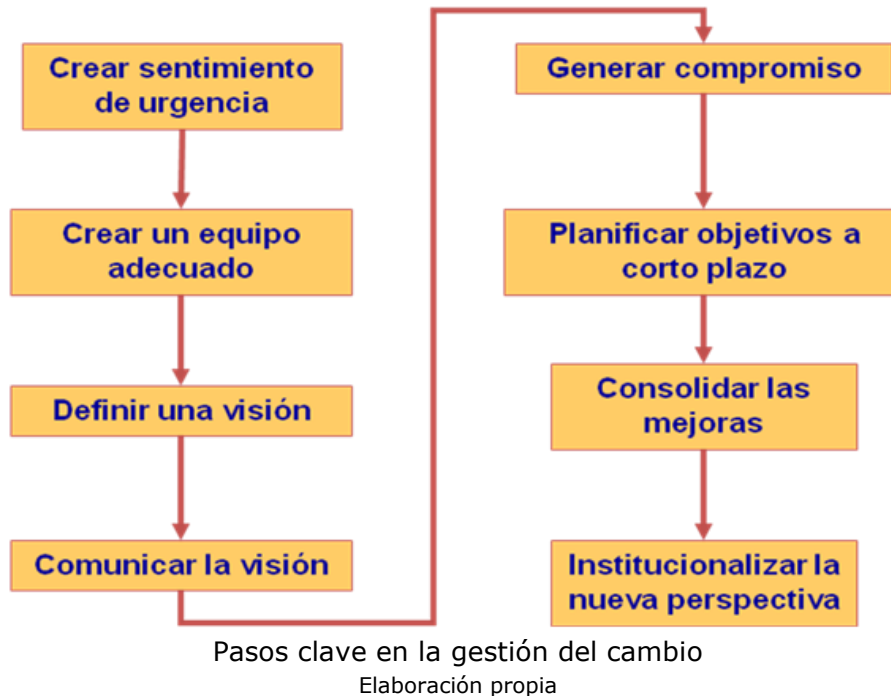 Crear sentimiento
de urgencia
Crear un equipo
adecuado
Definir una visión
Comunicar la visión
Generar compromiso
Planificar objetivos a
corto plazo
Consolidar las
mejoras
Institucionalizar la
nueva perspectiva
Pasos clave en la gestión del cambio
Elaboración propia